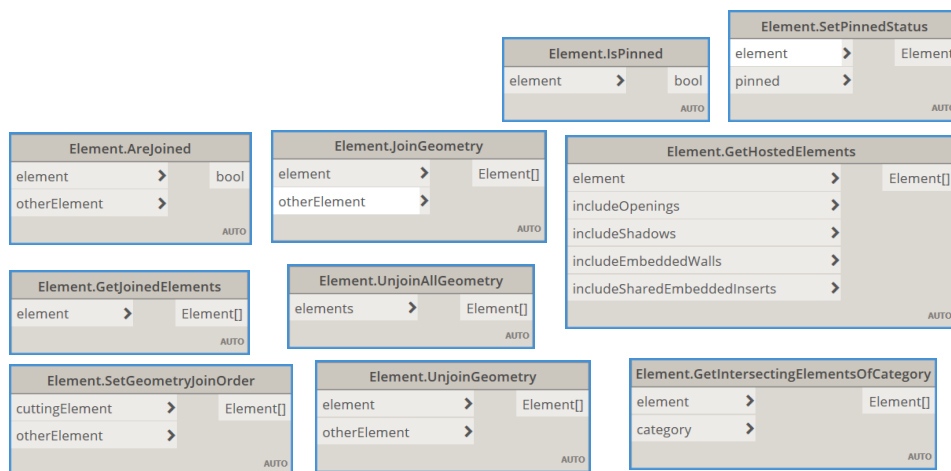 Element.SetPinnedStatus
element > Element
pinned >
AUTO
Element.IsPinned
element > bool
AUTO
Element.AreJoined
element > bool
otherElement >
AUTO
Element.JoinGeometry
element > Element[]
otherElement >
AUTO
Element.GetHostedElements
element > Element[]
includeOpenings >
includeShadows >
includeEmbeddedWalls >
includeSharedEmbeddedInserts >
AUTO
Element.GetJoinedElements
element > Element[]
AUTO
Element.UnjoinAllGeometry
elements > Element[]
AUTO
Element.SetGeometryJoinOrder
cuttingElement > Element[]
otherElement >
AUTO
Element.UnjoinGeometry
element > Element[]
otherElement >
AUTO
Element.GetIntersectingElementsOfCategory
element > Element[]
category >
AUTO